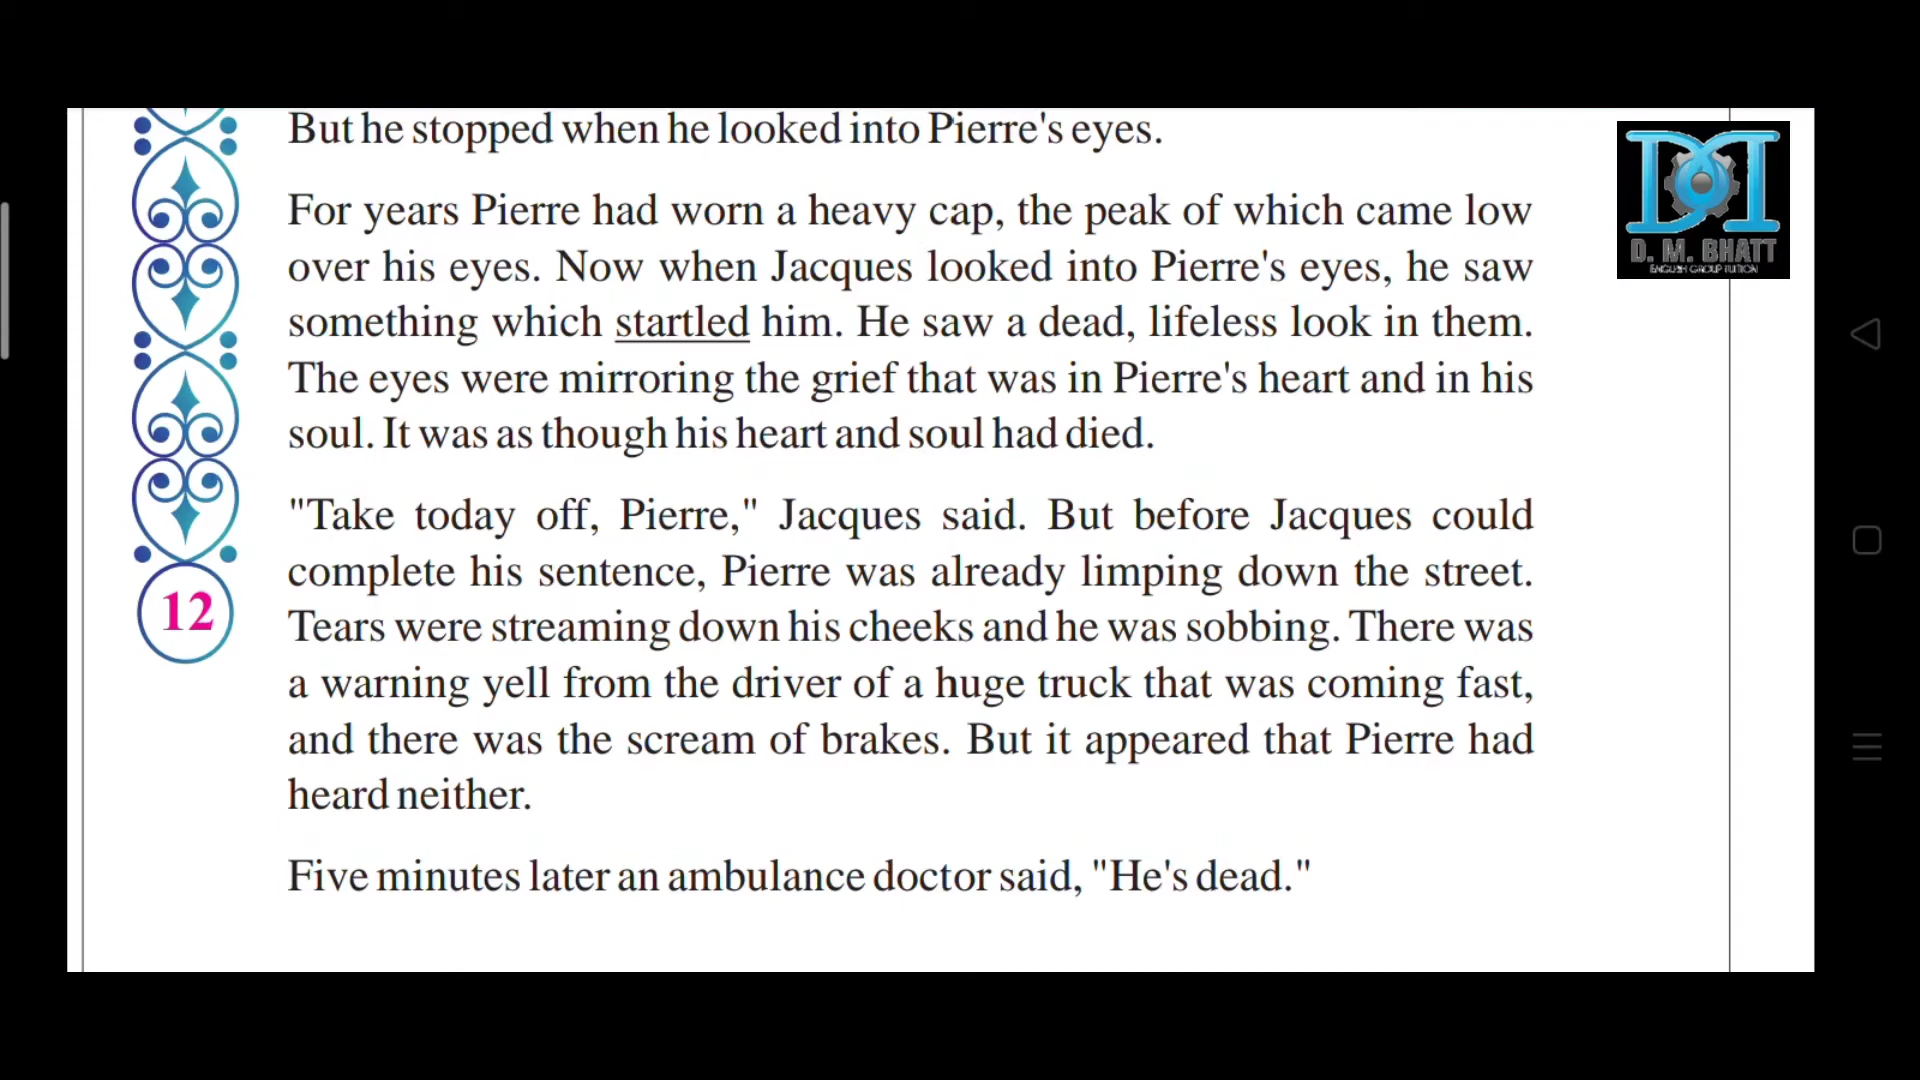 But he stopped when he looked into Pierre's eyes.
For years Pierre had worn a heavy cap, the peak of which came low
over his eyes. Now when Jacques looked into Pierre's eyes, he saw
something which startled him. He saw a dead, lifeless look in them.
The eyes were mirroring the grief that was in Pierre's heart and in his
soul. It was as though his heart and soul had died.
"Take today off, Pierre," Jacques said. But before Jacques could
complete his sentence, Pierre was already limping down the street.
Tears were streaming down his cheeks and he was sobbing. There was
a warning yell from the driver of a huge truck that was coming fast,
and there was the scream of brakes. But it appeared that Pierre had
heard neither.
Five minutes later an ambulance doctor said, "He's dead."
12
D. M. BHATT
ENGLISH GROUP TUITION